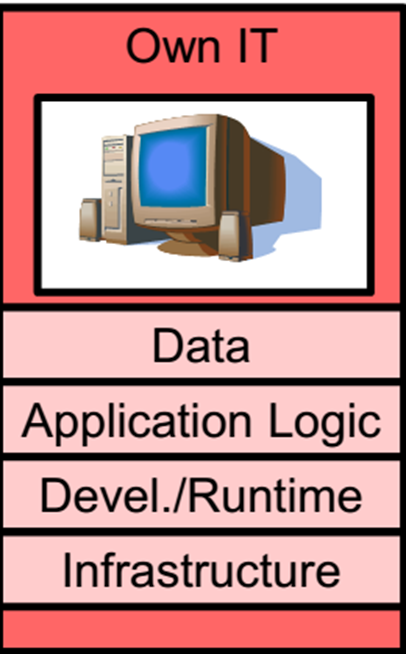 Own IT
Data
Application Logic
Devel./Runtime
Infrastructure